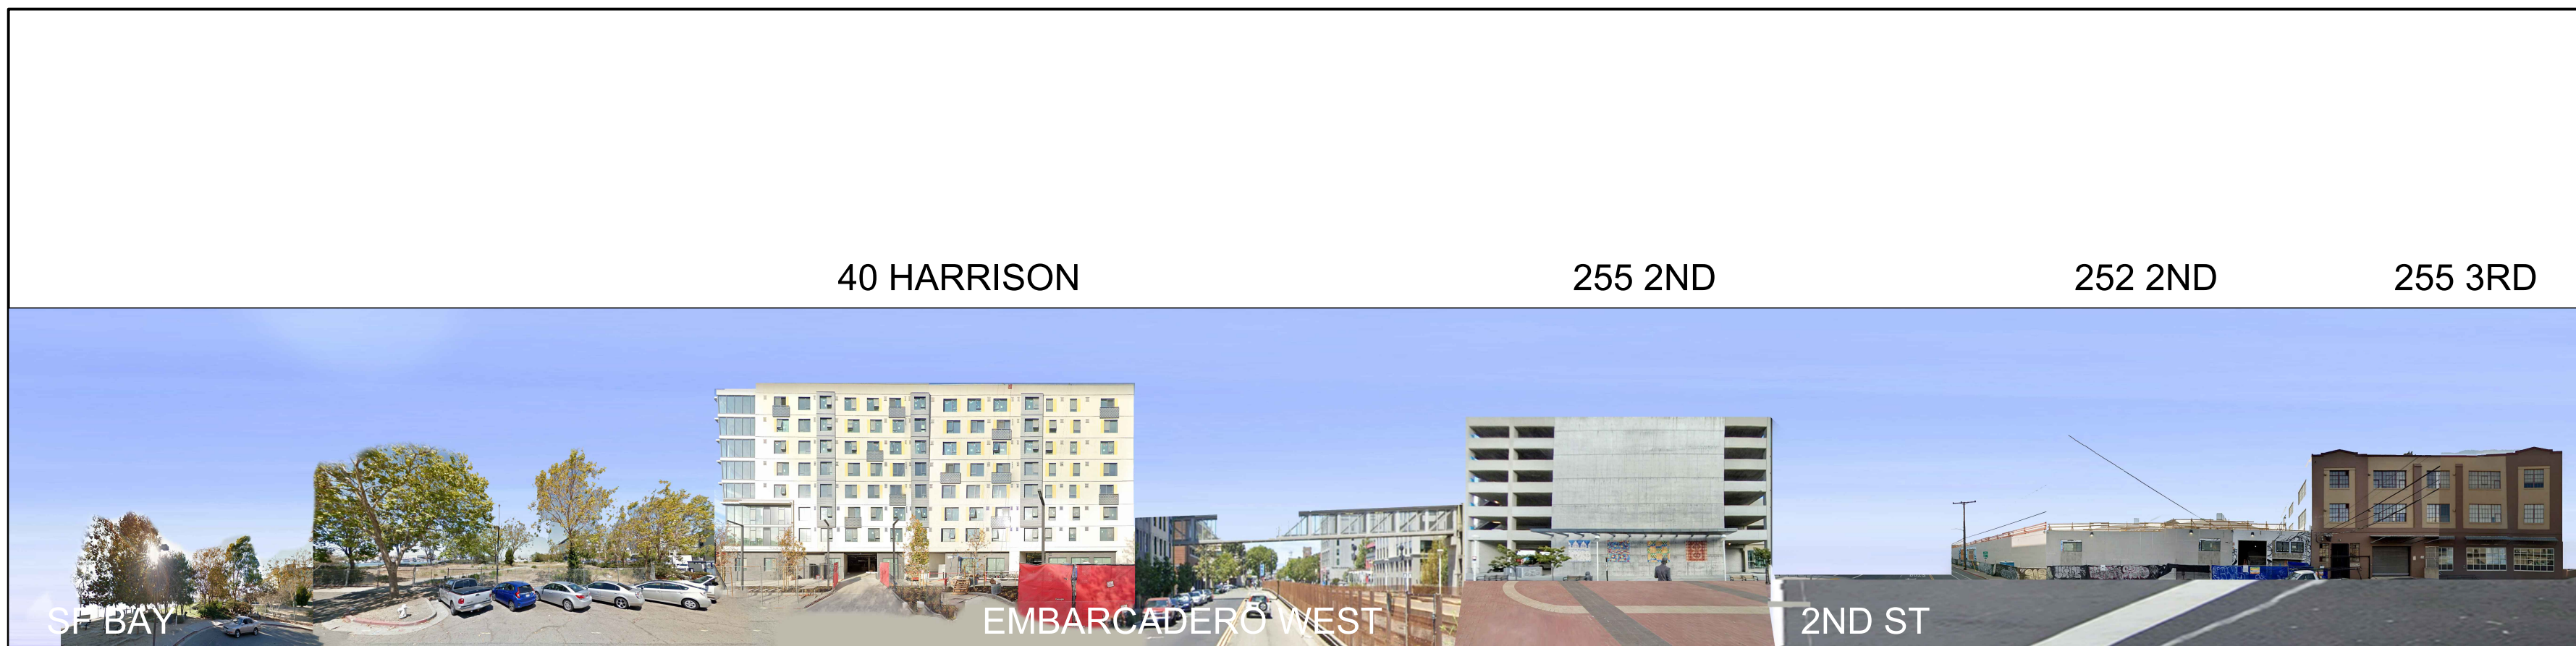 40 HARRISON
255 2ND
252 2ND
255 3RD
SF BAY
EMBARCADERO WEST
2ND ST